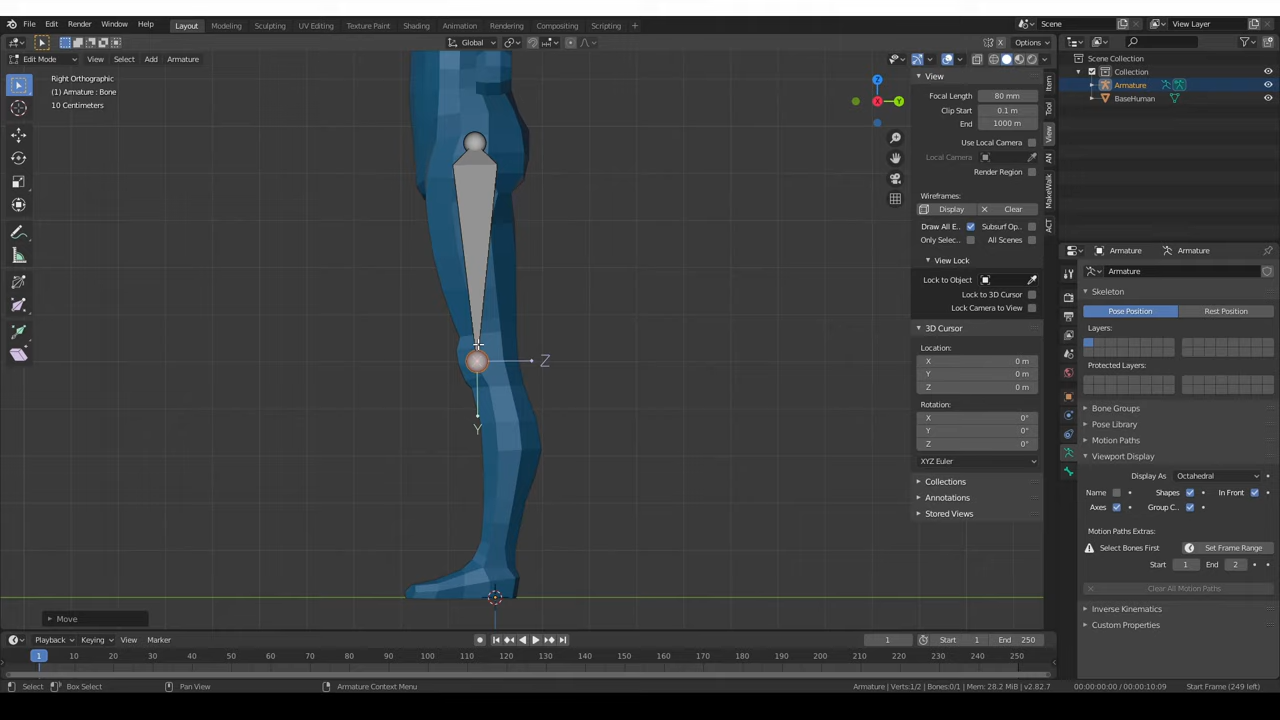 File Edit Render Window Help Layout Modeling Sculpting UV Editing Texture Paint Shading Animation Rendering Compositing Scripting + Scene View Layer
Global Options
Edit Mode View Select Add Armature
Right Orthographic
(1) Armature : Bone
10 Centimeters
Z
Y
X
Z
Y
View
Focal Length 80 mm
Clip Start 0.1 m
End 1000 m
Use Local Camera
Local Camera
Render Region
Wireframes:
Display Clear
Draw All E... Subsurf Op...
Only Selec... All Scenes
View Lock
Lock to Object
Lock to 3D Cursor
Lock Camera to View
3D Cursor
Location:
X 0 m
Y 0 m
Z 0 m
Rotation:
X 0°
Y 0°
Z 0°
XYZ Euler
Collections
Annotations
Stored Views
Item
Tool
View
AN
MakeWalk
ACT
Scene Collection
Collection
Armature
BaseHuman
Armature Armature
Armature
Skeleton
Pose Position Rest Position
Layers:
Protected Layers:
Bone Groups
Pose Library
Motion Paths
Viewport Display
Display As Octahedral
Name Shapes In Front
Axes Group C...
Motion Paths Extras:
Select Bones First Set Frame Range
Start 1 End 2
Clear All Motion Paths
Inverse Kinematics
Custom Properties
Move
Playback Keying View Marker 1 Start 1 End 250
1 10 20 30 40 50 60 70 80 90 100 110 120 130 140 150 160 170 180 190 200 210 220 230 240 250
Select Box Select Pan View Armature Context Menu Armature | Verts:1/2 | Bones:0/1 | Mem: 28.2 MiB | v2.82.7 00:00:00:00 / 00:00:10:09 Start Frame (249 left)